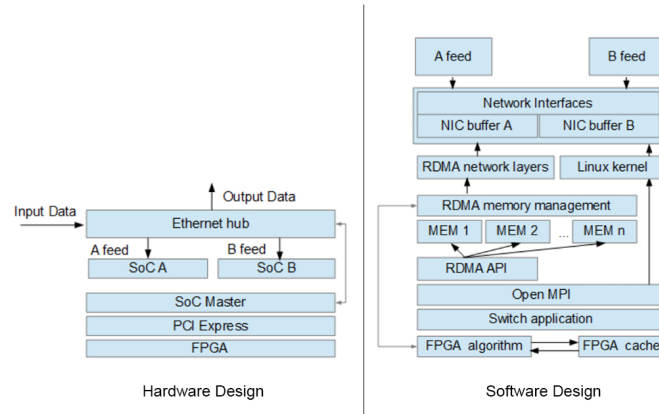 Output Data
Input Data
Ethernet hub
A feed
B feed
SoC A
SoC B
SoC Master
PCI Express
FPGA
Hardware Design
A feed
B feed
Network Interfaces
NIC buffer A
NIC buffer B
RDMA network layers
Linux kernel
RDMA memory management
MEM 1
MEM 2
...
MEM n
RDMA API
Open MPI
Switch application
FPGA algorithm
FPGA cache
Software Design